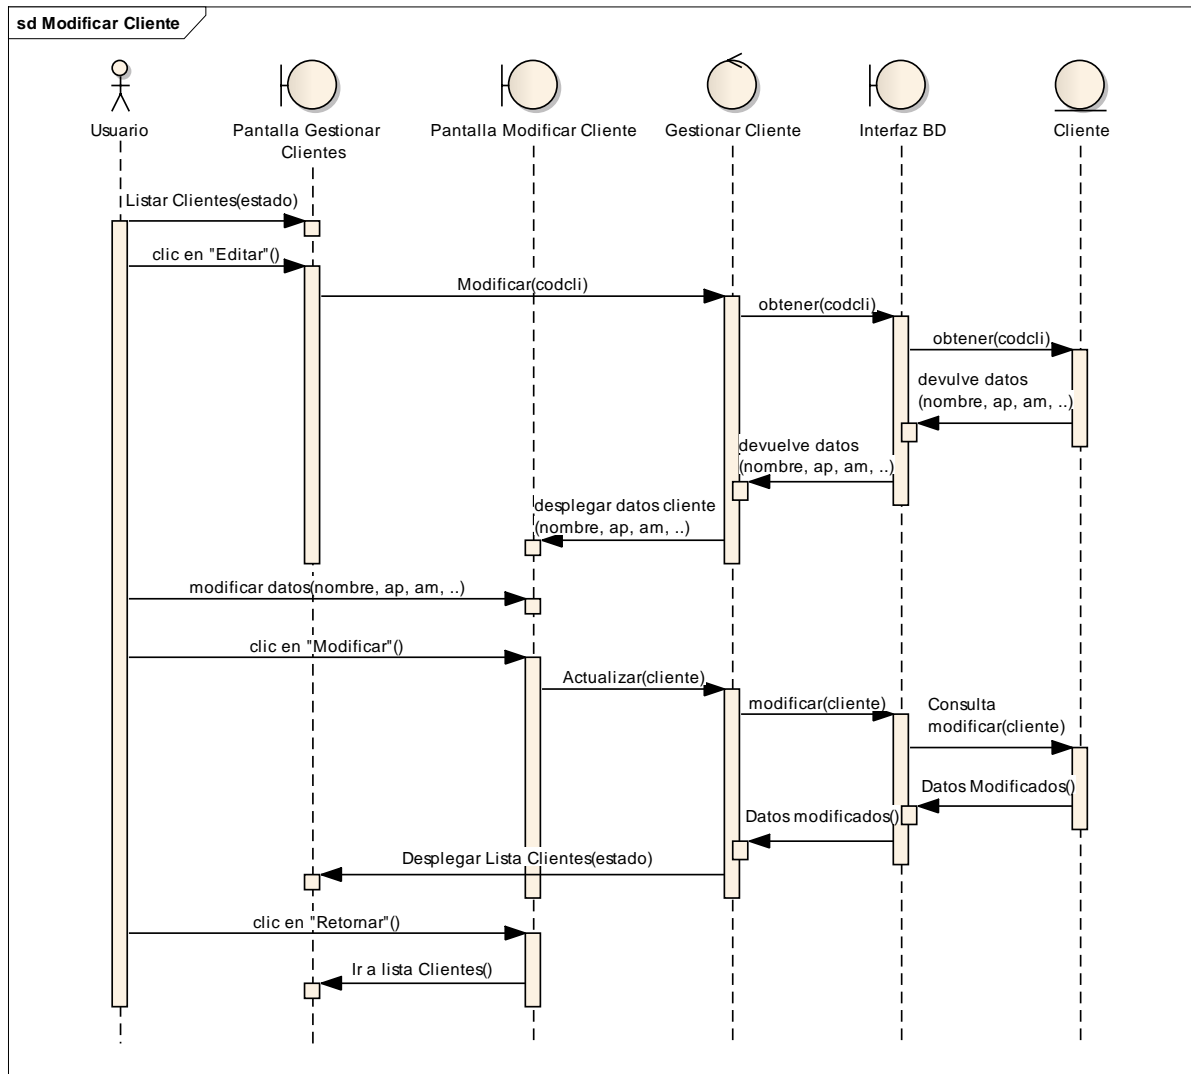 sd Modificar Cliente
Usuario
Pantalla Gestionar
Clientes
Pantalla Modificar Cliente
Gestionar Cliente
Interfaz BD
Cliente
Listar Clientes(estado)
clic en "Editar"()
Modificar(codcli)
obtener(codcli)
obtener(codcli)
devulve datos
(nombre, ap, am, ..)
devuelve datos
(nombre, ap, am, ..)
desplegar datos cliente
(nombre, ap, am, ..)
modificar datos(nombre, ap, am, ..)
clic en "Modificar"()
Actualizar(cliente)
modificar(cliente)
Consulta
modificar(cliente)
Datos Modificados()
Datos modificados()
Desplegar Lista Clientes(estado)
clic en "Retornar"()
Ir a lista Clientes()